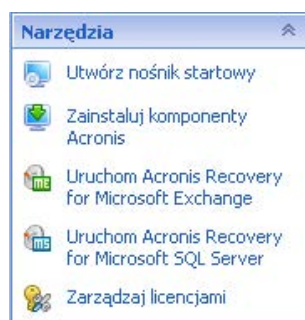 Narzędzia
Utwórz nośnik startowy
Zainstaluj komponenty
Acronis
Uruchom Acronis Recovery
for Microsoft Exchange
Uruchom Acronis Recovery
for Microsoft SQL Server
Zarządzaj licencjami